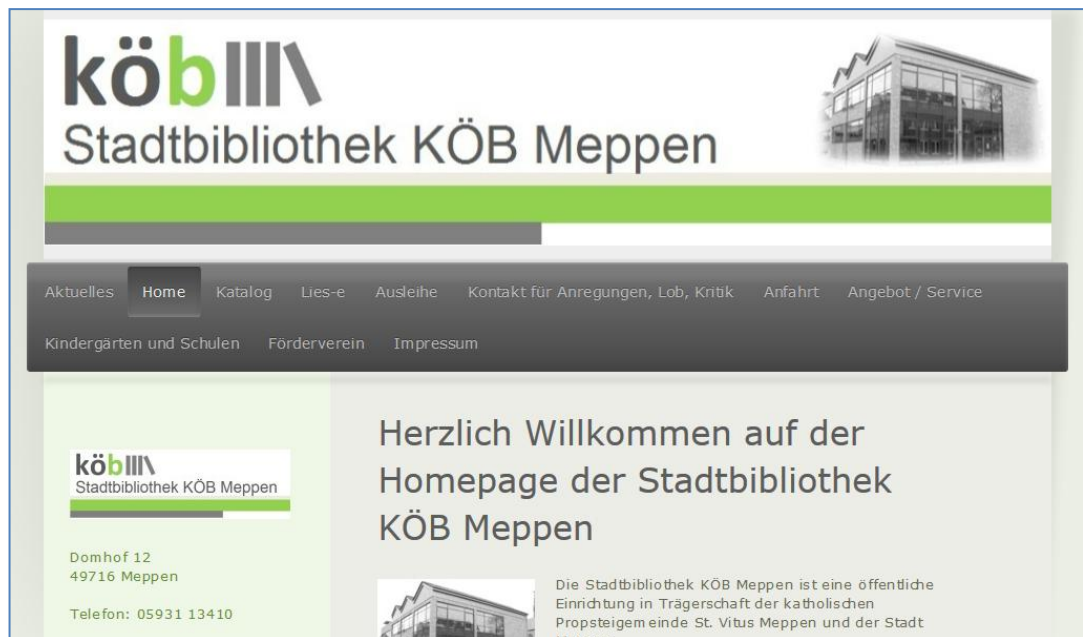 köb
Stadtbibliothek KÖB Meppen
Aktuelles Home Katalog Lies-e Ausleihe Kontakt für Anregungen, Lob, Kritik Anfahrt Angebot / Service
Kindergärten und Schulen Förderverein Impressum
köb
Stadtbibliothek KÖB Meppen
Domhof 12
49716 Meppen
Telefon: 05931 13410
Herzlich Willkommen auf der
Homepage der Stadtbibliothek
KÖB Meppen
Die Stadtbibliothek KÖB Meppen ist eine öffentliche
Einrichtung in Trägerschaft der katholischen
Propsteigemeinde St. Vitus Meppen und der Stadt